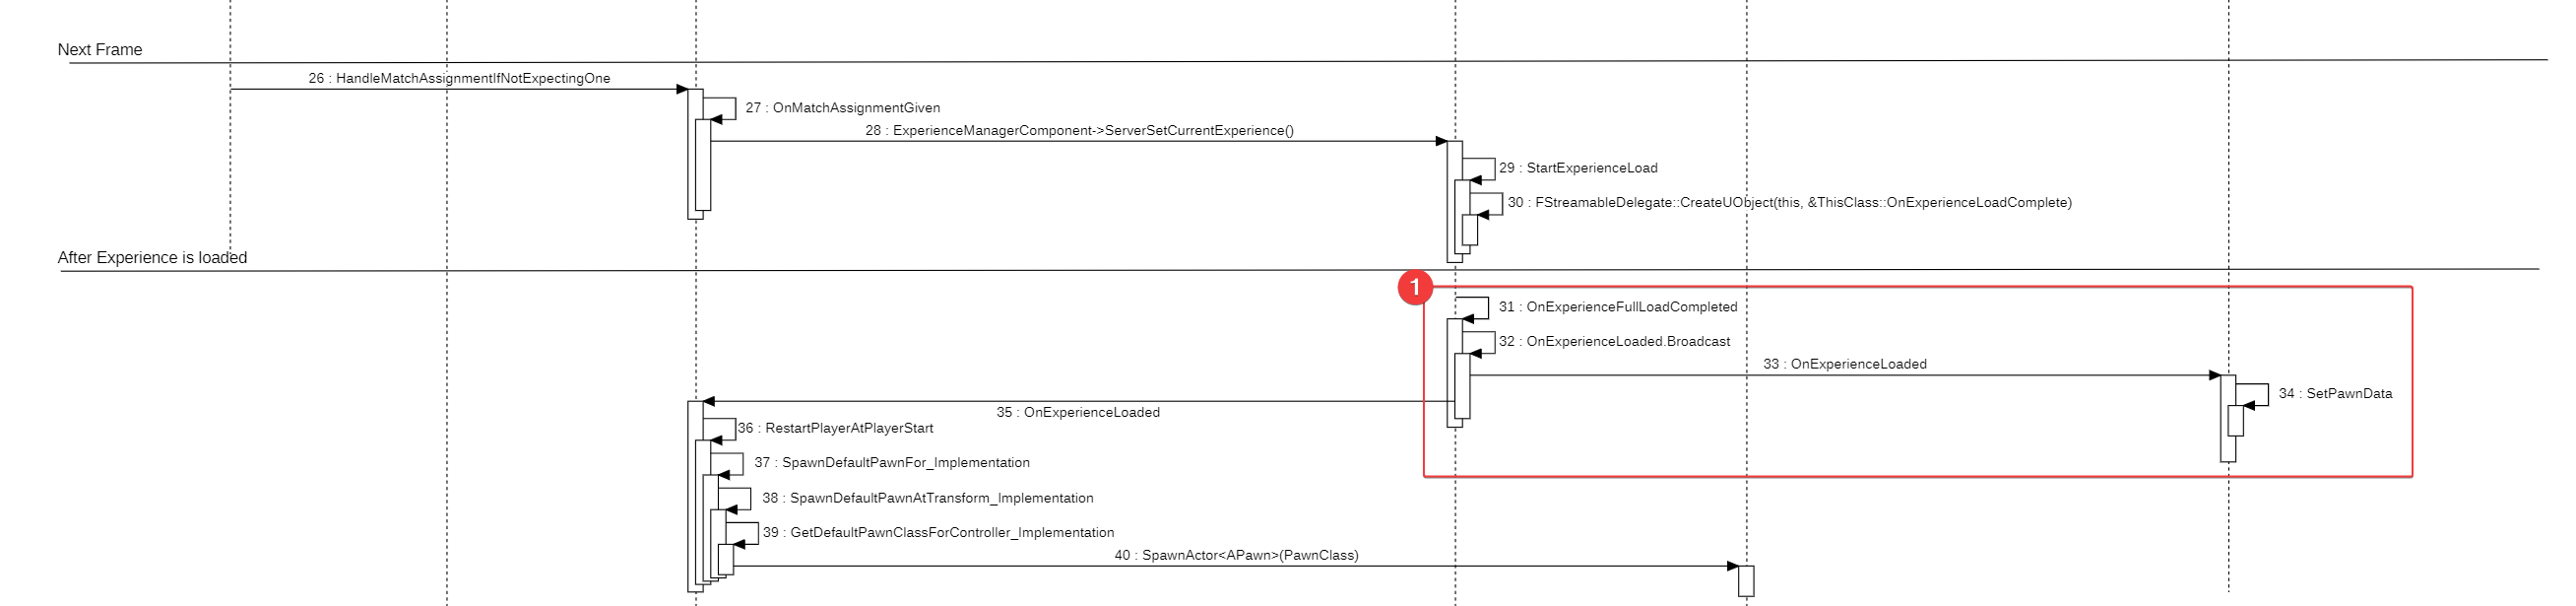 Next Frame
26 : HandleMatchAssignmentIfNotExpectingOne
27 : OnMatchAssignmentGiven
28 : ExperienceManagerComponent->ServerSetCurrentExperience()
29 : StartExperienceLoad
30 : FStreamableDelegate::CreateUObject(this, &ThisClass::OnExperienceLoadComplete)
After Experience is loaded
1
31 : OnExperienceFullLoadCompleted
32 : OnExperienceLoaded.Broadcast
33 : OnExperienceLoaded
34 : SetPawnData
35 : OnExperienceLoaded
36 : RestartPlayerAtPlayerStart
37 : SpawnDefaultPawnFor_Implementation
38 : SpawnDefaultPawnAtTransform_Implementation
39 : GetDefaultPawnClassForController_Implementation
40 : SpawnActor<APawn>(PawnClass)